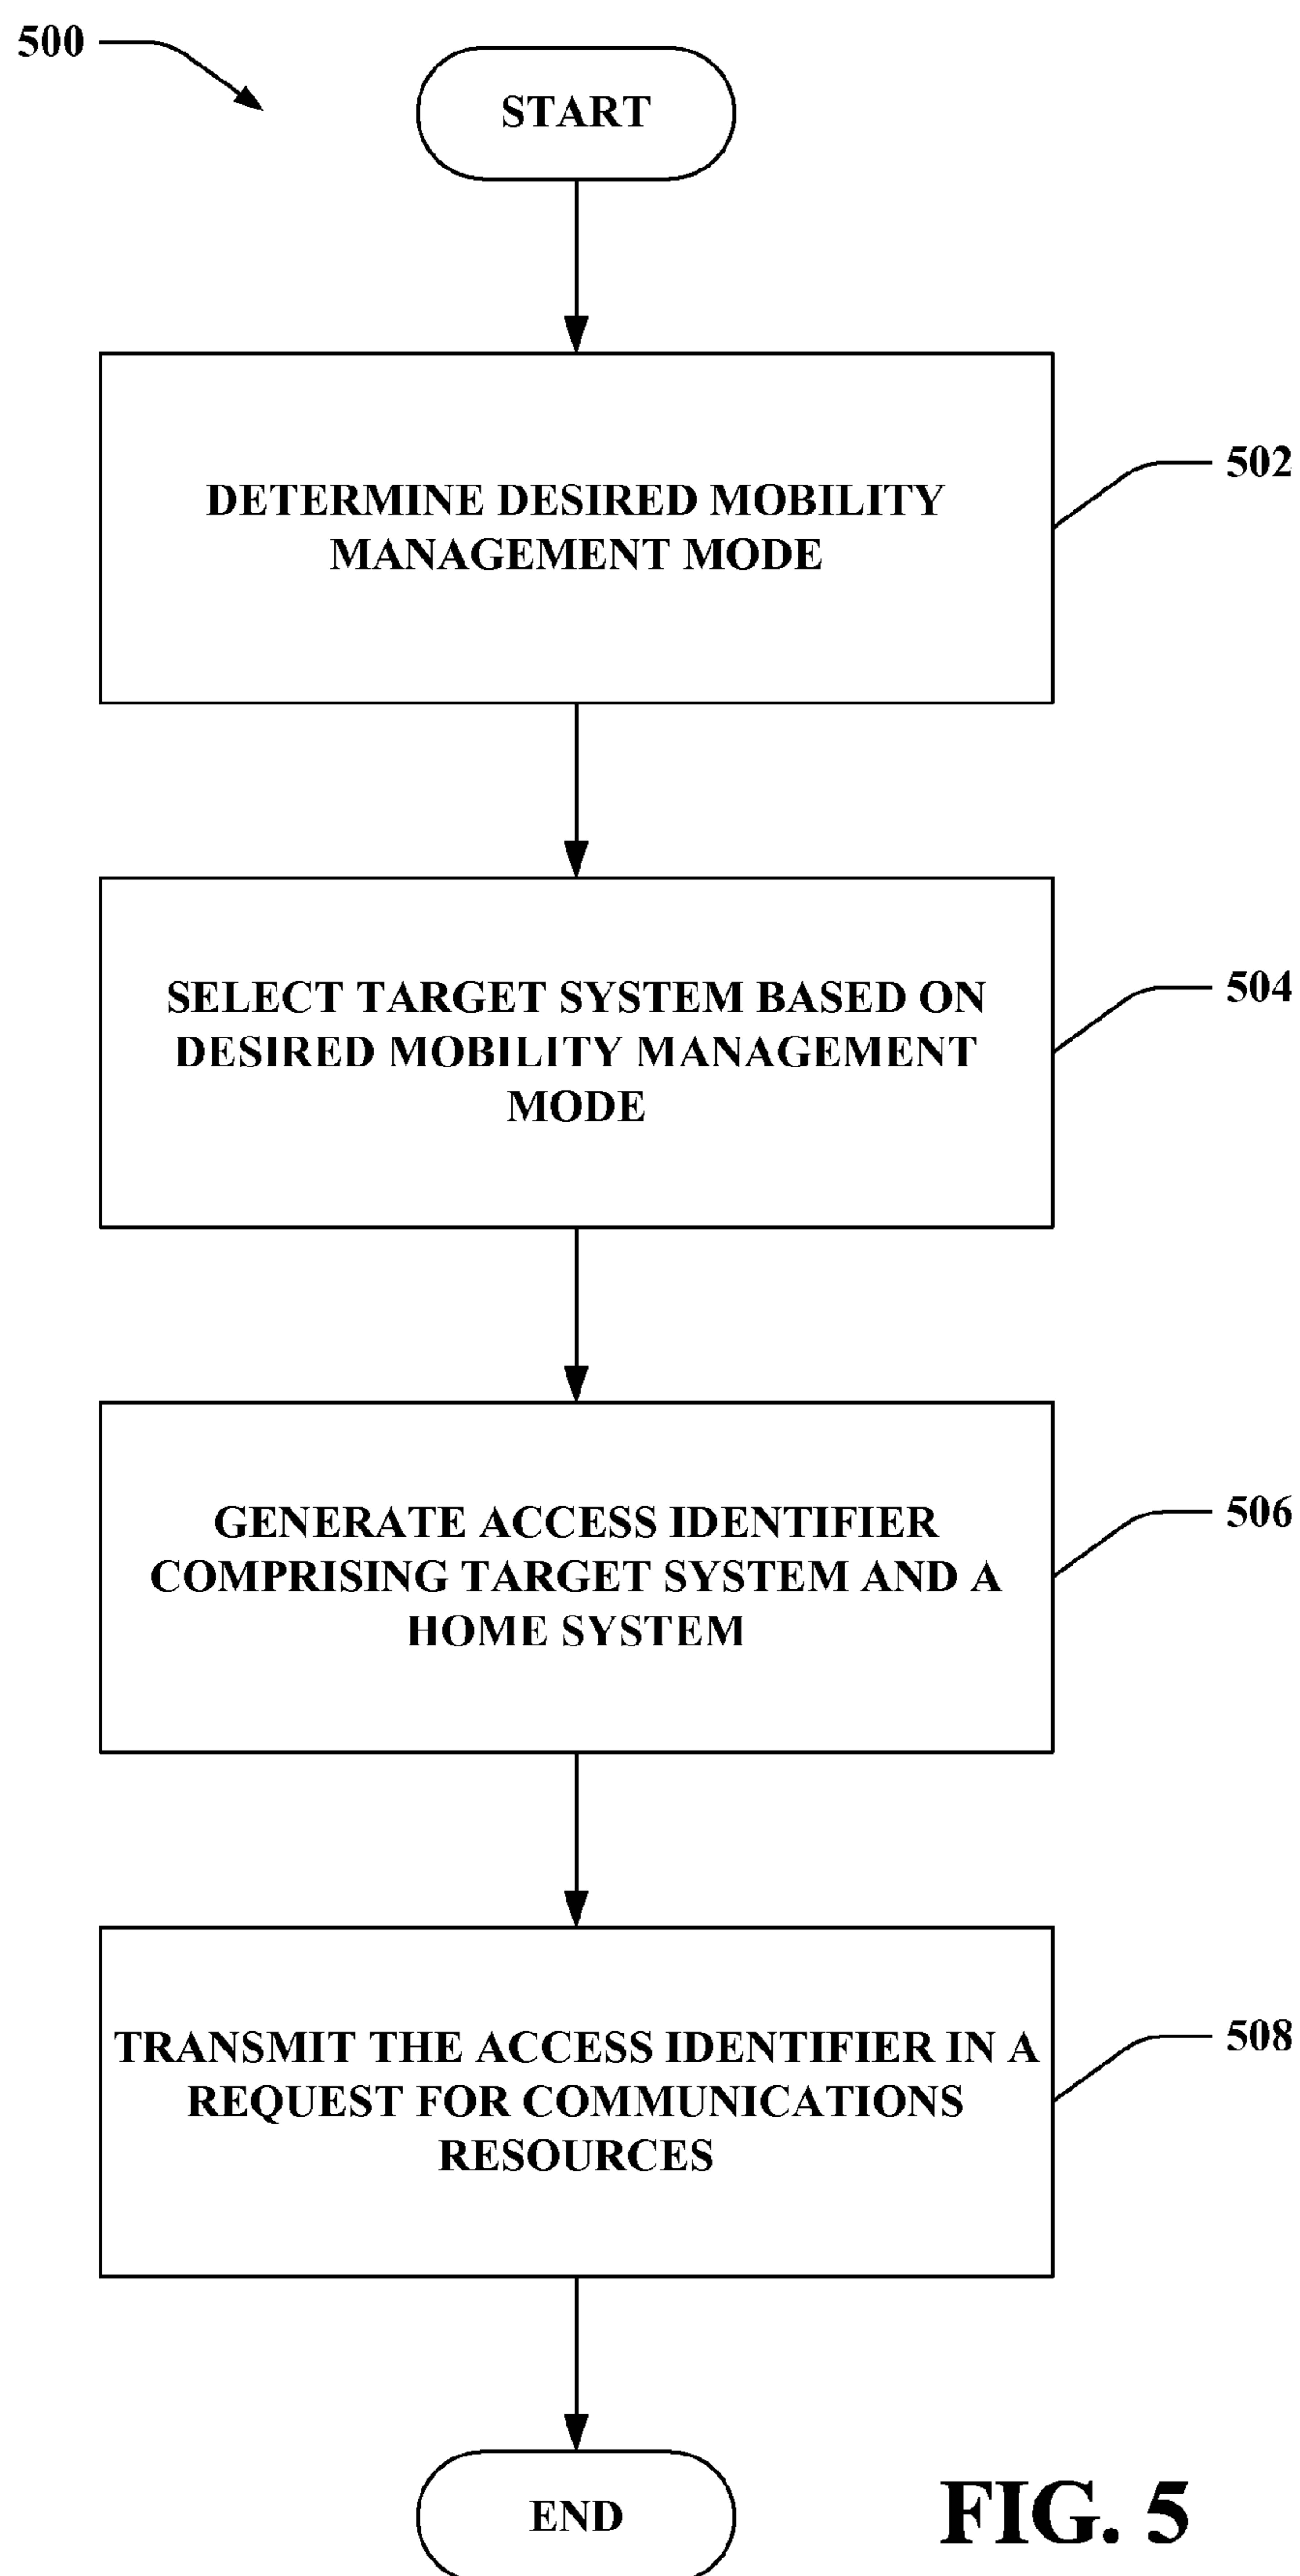 500
START
DETERMINE DESIRED MOBILITY
MANAGEMENT MODE
502
SELECT TARGET SYSTEM BASED ON
DESIRED MOBILITY MANAGEMENT
MODE
504
GENERATE ACCESS IDENTIFIER
COMPRISING TARGET SYSTEM AND A
HOME SYSTEM
506
TRANSMIT THE ACCESS IDENTIFIER IN A
REQUEST FOR COMMUNICATIONS
RESOURCES
508
END
FIG. 5